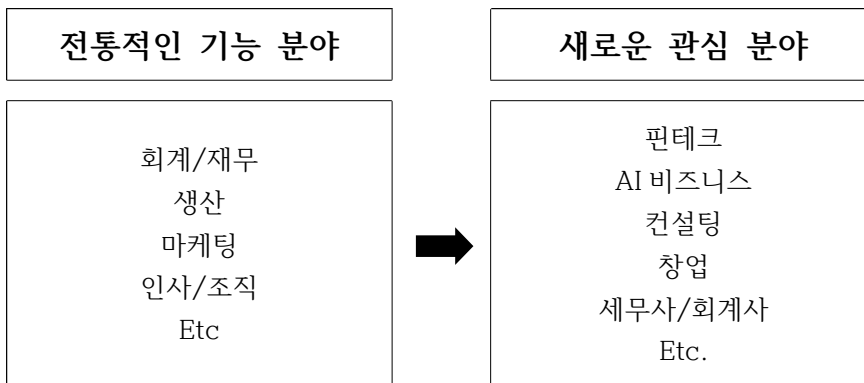 전통적인 기능 분야
새로운 관심 분야
회계/재무
생산
마케팅
인사/조직
Etc
핀테크
AI 비즈니스
컨설팅
창업
세무사/회계사
Etc.